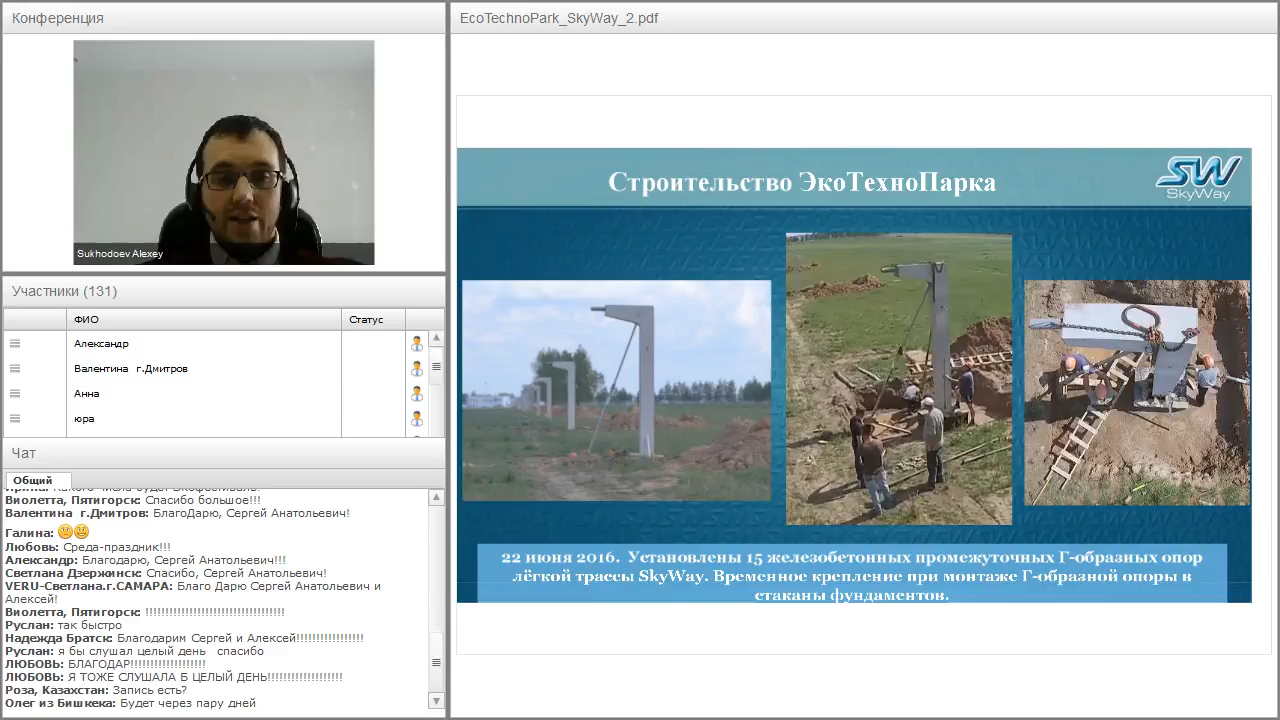 Конференция
Sukhodoev Alexey
Участники (131)
ФИО
Статус
Александр
Валентина г.Дмитров
Анна
юра
Чат
Общий
Виолетта, Пятигорск: Спасибо большое!!!
Валентина г.Дмитров: БлагоДарю, Сергей Анатольевич!
Галина:
Любовь: Среда-праздник!!!
Александр: Благодарю, Сергей Анатольевич!!!
Светлана Дзержинск: Спасибо, Сергей Анатольевич!
VERU-Светлана.г.САМАРА: Благо Дарю Сергей Анатольевич и
Алексей!
Виолетта, Пятигорск: !!!!!!!!!!!!!!!!!!!!!!!!!!!!!!!!!!
Руслан: так быстро
Надежда Братск: Благодарим Сергей и Алексей!!!!!!!!!!!!!!!!!
Руслан: я бы слушал целый день спасибо
ЛЮБОВЬ: БЛАГОДАР!!!!!!!!!!!!!!!!!!!
ЛЮБОВЬ: Я ТОЖЕ СЛУШАЛА Б ЦЕЛЫЙ ДЕНЬ!!!!!!!!!!!!!!!!!!!
Роза, Казахстан: Запись есть?
Олег из Бишкека: Будет через пару дней
EcoTechnoPark_SkyWay_2.pdf
Строительство ЭкоТехноПарка
SW
SkyWay
22 июня 2016. Установлены 15 железобетонных промежуточных Г-образных опор
лёгкой трассы SkyWay. Временное крепление при монтаже Г-образной опоры в
стаканы фундаментов.